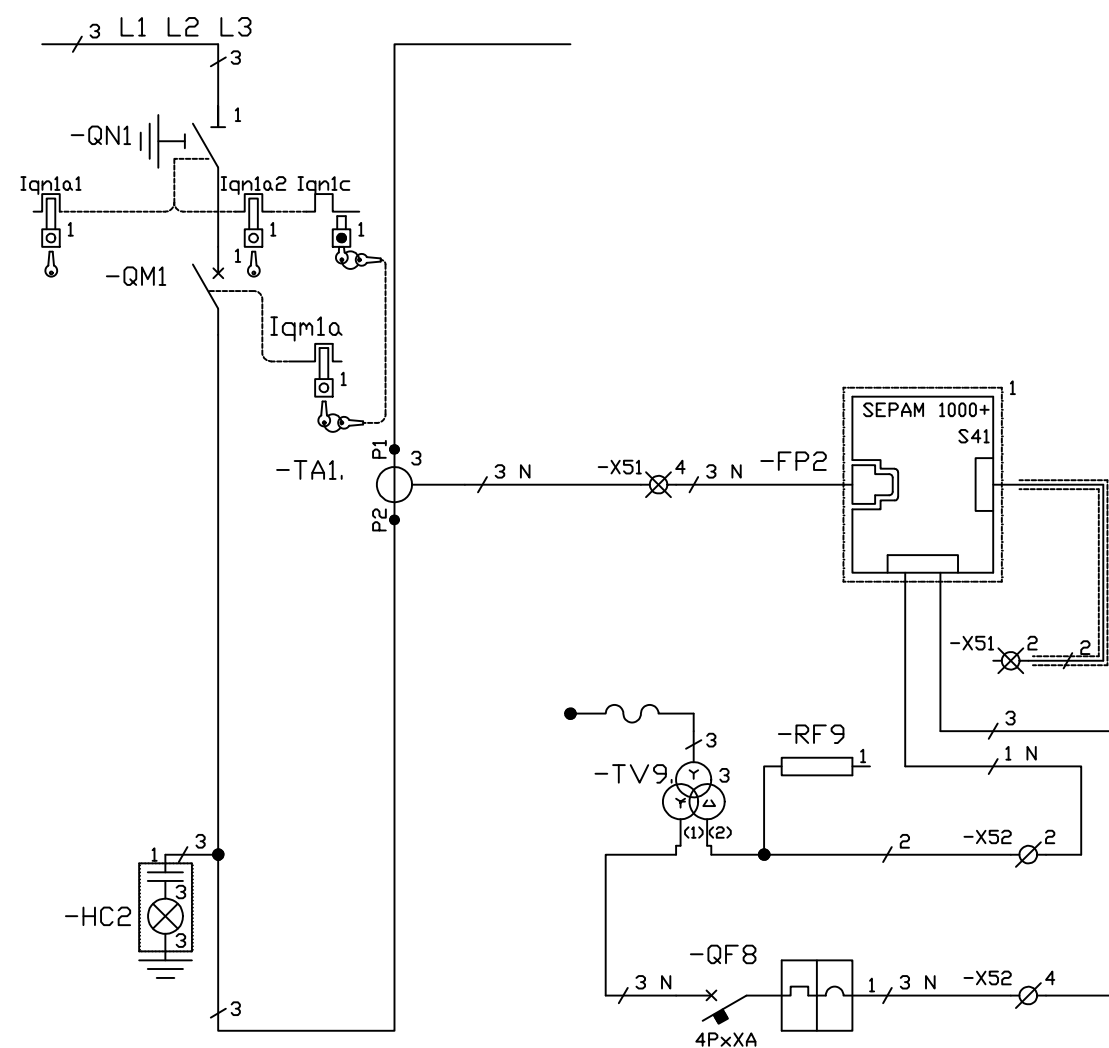 3 L1 L2 L3
3
1
-QN1
Iqn1a1 Iqn1a2 Iqn1c
1 1 1
1
-QM1
Iqm1a
1
1
SEPAM 1000+
S41
P1
3
-TA1.
3 N
-X51 4
3 N
-FP2
P2
-X51 2
2
3
3
-RF9
1
1 N
-TV9. 3
(1) (2)
3
1
2
-X52 2
3
-HC2
3
-QF8
3 N
1
3 N
-X52 4
3
4PxXA